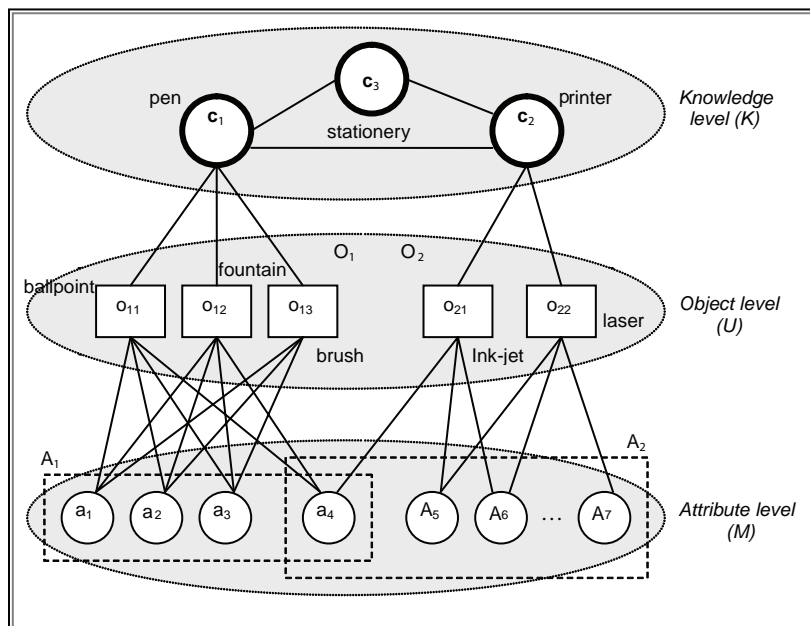 c3
pen
printer
Knowledge
level (K)
c1
c2
stationery
O1
O2
fountain
ballpoint
o11
o12
o13
o21
o22
Object level
(U)
laser
brush
Ink-jet
A1
A2
a1
a2
a3
a4
A5
A6
...
A7
Attribute level
(M)